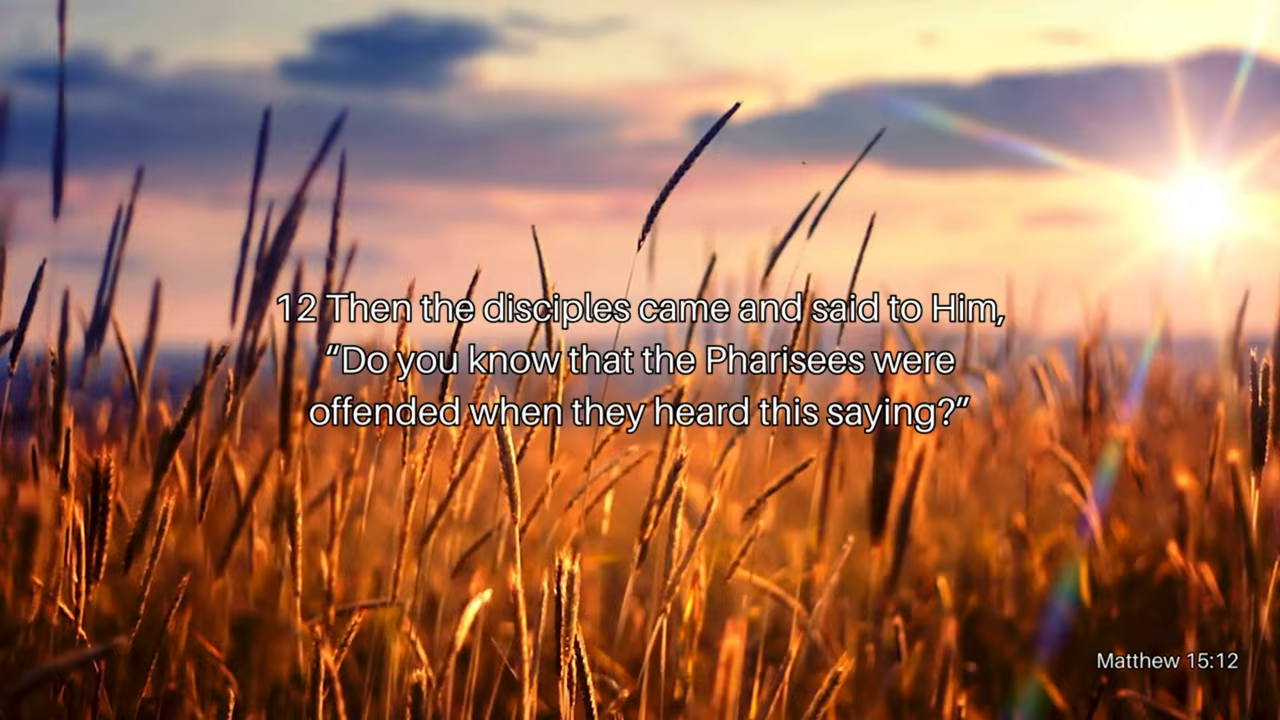 12 Then the disciples came and said to Him,
“Do you know that the Pharisees were
offended when they heard this saying?”
Matthew 15:12